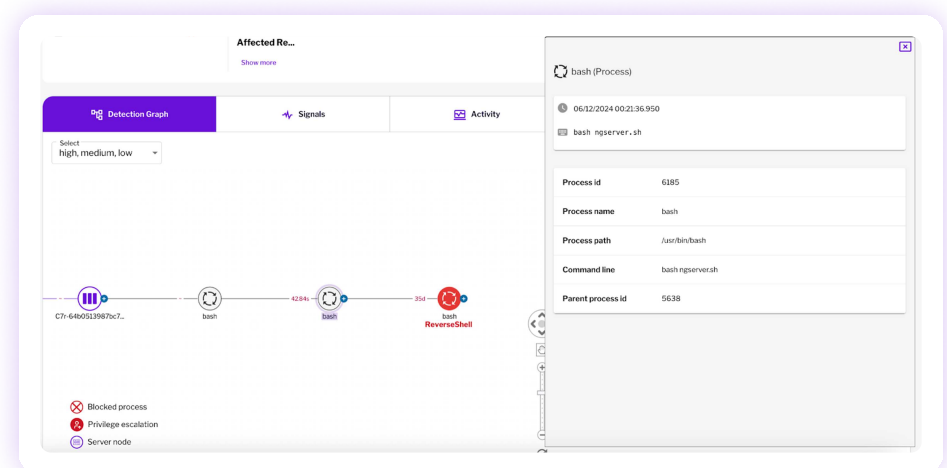 Affected Re...
Show more
Detection Graph
Signals
Activity
Select
high, medium, low
C7r-64b0513987bc7...
bash
4284s
bash
35d
bash
ReverseShell
Blocked process
Privilege escalation
Server node
bash (Process)
06/12/2024 00:21:36.950
bash ngserver.sh
Process id 6185
Process name bash
Process path /usr/bin/bash
Command line bash ngserver.sh
Parent process id 5638